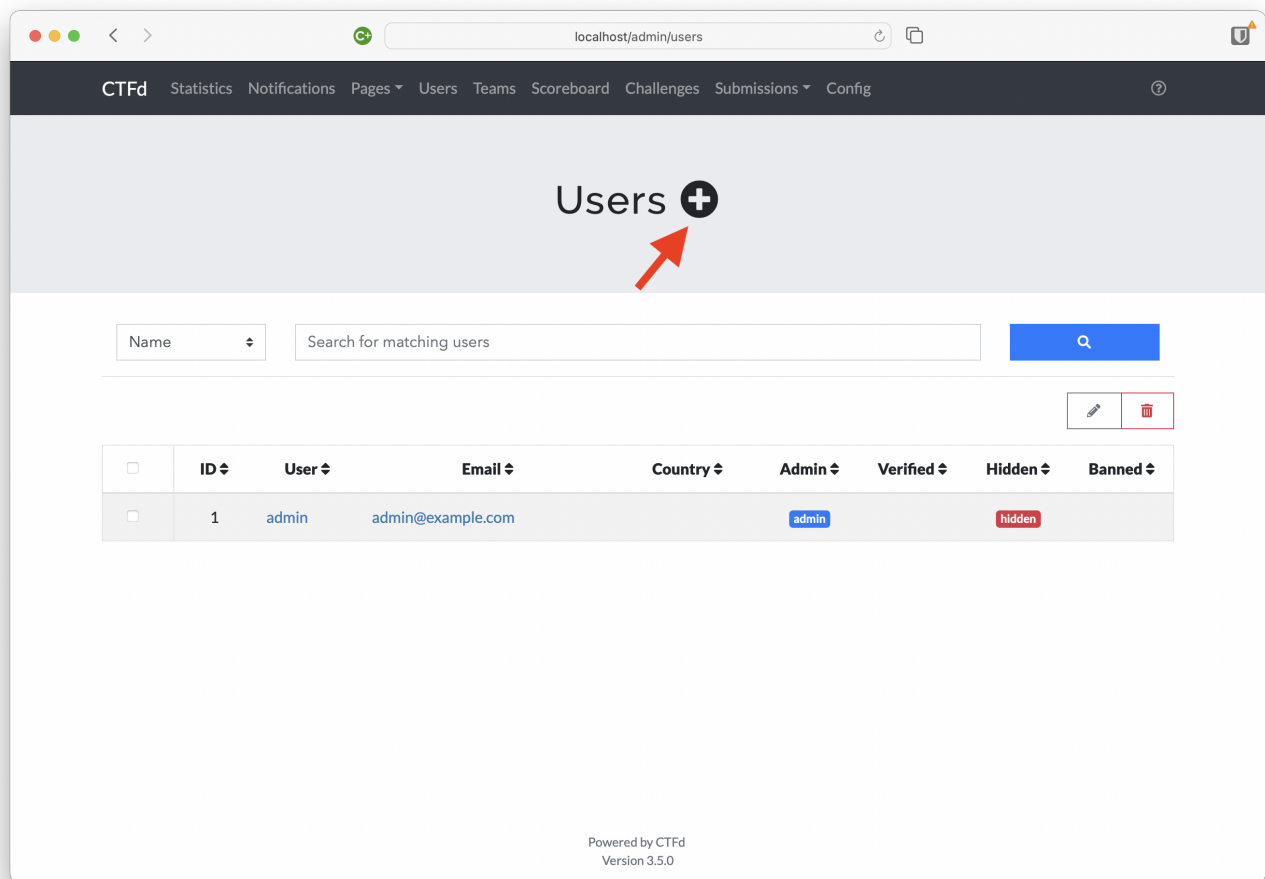 C+
localhost/admin/users
CTFd Statistics Notifications Pages Users Teams Scoreboard Challenges Submissions Config
Users
Name
Search for matching users
ID User Email Country Admin Verified Hidden Banned
1 admin admin@example.com admin hidden
Powered by CTFd
Version 3.5.0